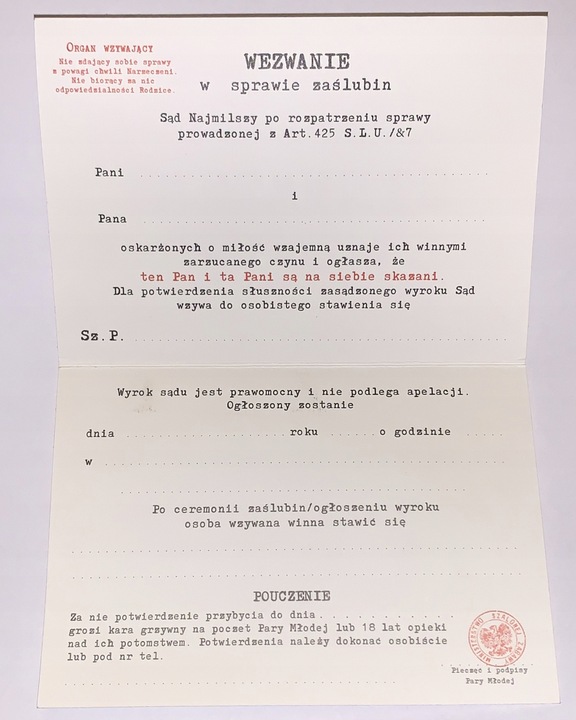 ORGAN WZYWAJĄCY
Nie zdający sobie sprawy
z powagi chwili Narzeczeni.
Nie biorący za nic
odpowiedzialności Rodzice.
WEZWANIE
w sprawie zaślubin
Sąd Najmilszy po rozpatrzeniu sprawy
prowadzonej z Art.425 S.L.U./&7
Pani
i
Pana
oskarżonych o miłość wzajemną uznaje ich winnymi
zarzucanego czynu i ogłasza, że
ten Pan i ta Pani są na siebie skazani.
Dla potwierdzenia słuszności zasądzonego wyroku Sąd
wzywa do osobistego stawienia się
Sz.P.
Wyrok sądu jest prawomocny i nie podlega apelacji.
Ogłoszony zostanie
dnia roku o godzinie
w
Po ceremonii zaślubin/ogłoszeniu wyroku
osoba wzywana winna stawić się
POUCZENIE
Za nie potwierdzenie przybycia do dnia
grozi kara grzywny na poczet Pary Młodej lub 18 lat opieki
nad ich potomstwem. Potwierdzenia należy dokonać osobiście
lub pod nr tel.
MINISTERSTWO SZALONEJ ZABAWY
Pieczęć i podpisy
Pary Młodej